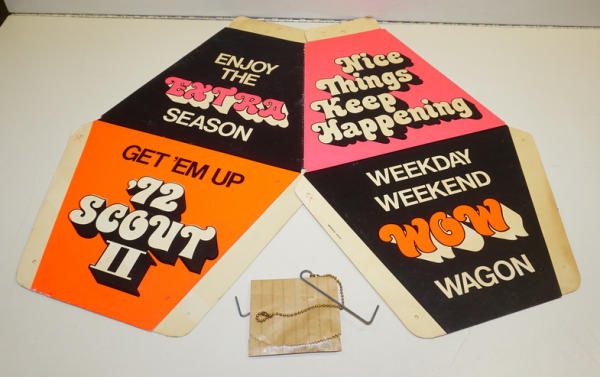 ENJOY
THE
EXTRA
SEASON
Nice
Things
Keep
Happening
GET 'EM UP
'72
SCOUT
II
WEEKDAY
WEEKEND
WOW
WAGON